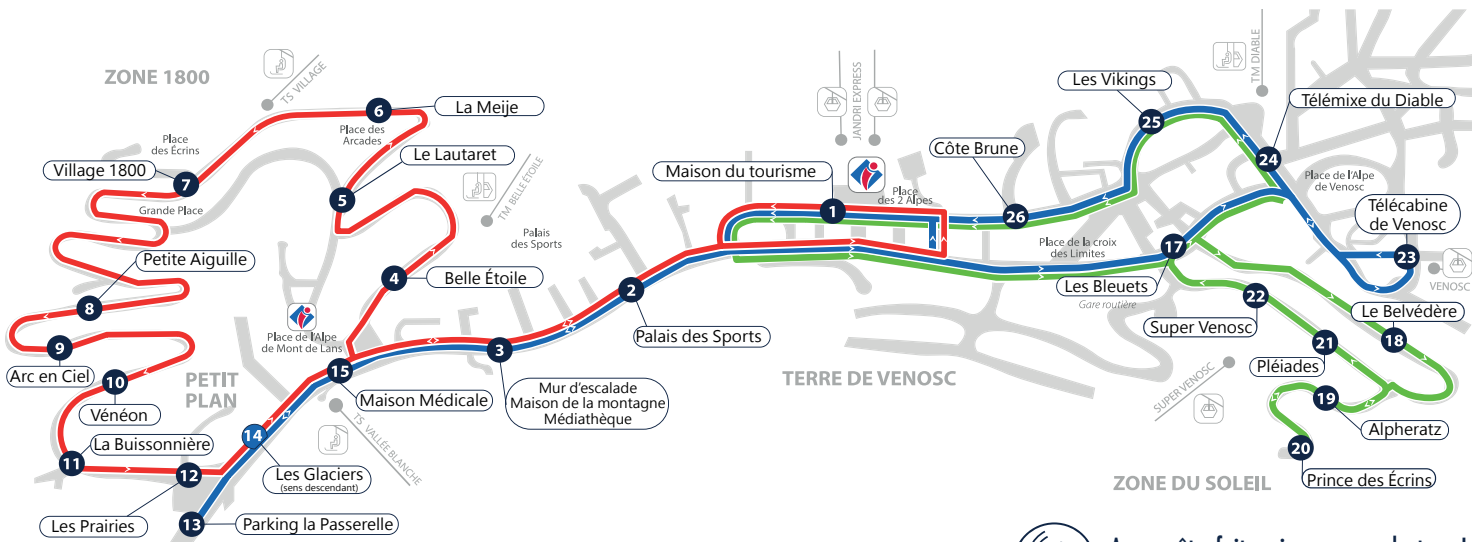 ZONE 1800
TS VILLAGE
6
La Meije
Place
des Écrins
Place des
Arcades
Village 1800
7
Grande Place
Le Lautaret
5
TM BELLE ÉTOILE
Palais
des Sports
4
Belle Étoile
Petite Aiguille
8
9
Arc en Ciel
10
Vénéon
PETIT
PLAN
Place de l'Alpe
de Mont de Lans
15
Maison Médicale
TS VALLÉE BLANCHE
La Buissonnière
11
12
14
Les Glaciers
(sens descendant)
Les Prairies
13
Parking la Passerelle
3
Mur d'escalade
Maison de la montagne
Médiathèque
2
Palais des Sports
JANDRI EXPRESS
Maison du tourisme
1
Place
des 2 Alpes
Côte Brune
26
Les Vikings
25
TM DIABLE
Télémixe du Diable
24
Place de l'Alpe
de Venosc
Télécabine
de Venosc
23
VENOSC
Place de la croix
des Limites
17
Les Bleuets
Gare routière
22
Super Venosc
Le Belvédère
18
21
Pléiades
TERRE DE VENOSC
SUPER VENOSC
19
Alpheratz
20
Prince des Écrins
ZONE DU SOLEIL